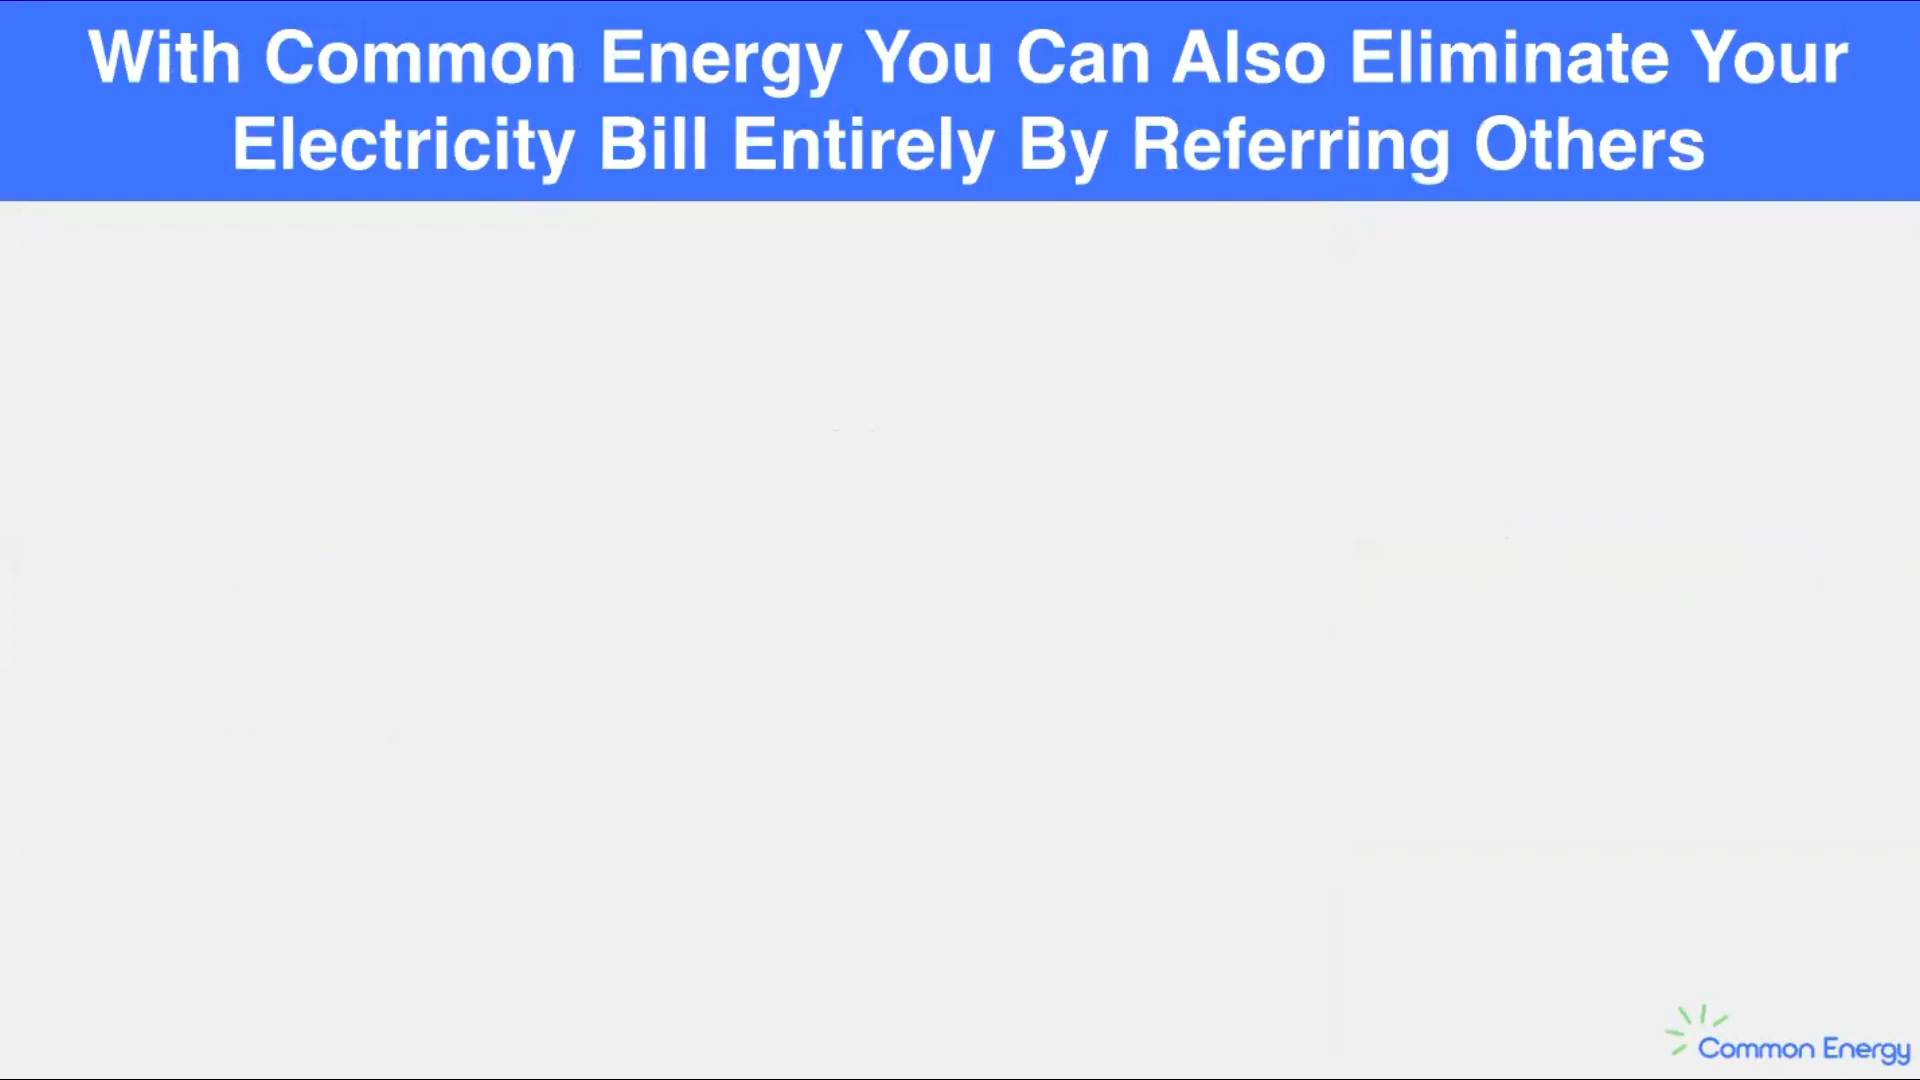 With Common Energy You Can Also Eliminate Your
Electricity Bill Entirely By Referring Others
Common Energy